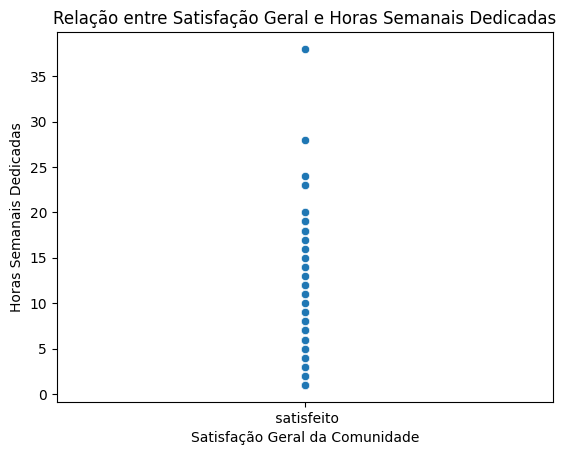 Relação entre Satisfação Geral e Horas Semanais Dedicadas
Horas Semanais Dedicadas
35
30
25
20
15
10
5
0
satisfeito
Satisfação Geral da Comunidade